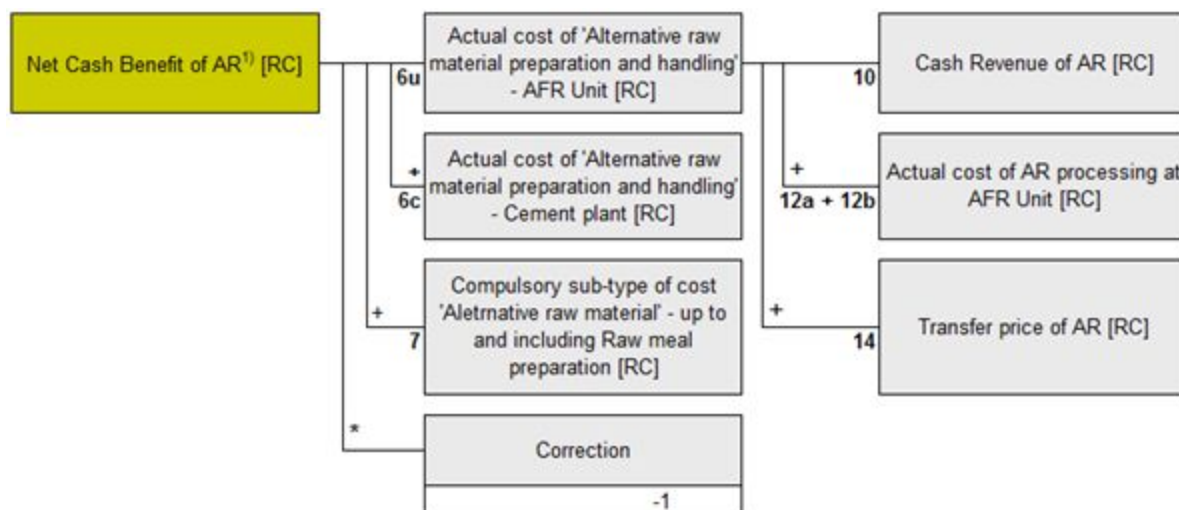 Net Cash Benefit of AR1) [RC]
Actual cost of 'Alternative raw
material preparation and handling'
- AFR Unit [RC]
6u
Cash Revenue of AR [RC]
10
+
Actual cost of 'Alternative raw
material preparation and handling'
- Cement plant [RC]
6c
+
Actual cost of AR processing at
AFR Unit [RC]
12a + 12b
+
Compulsory sub-type of cost
'Aletrnative raw material' - up to
and including Raw meal
preparation [RC]
7
+
Transfer price of AR [RC]
14
*
Correction
-1